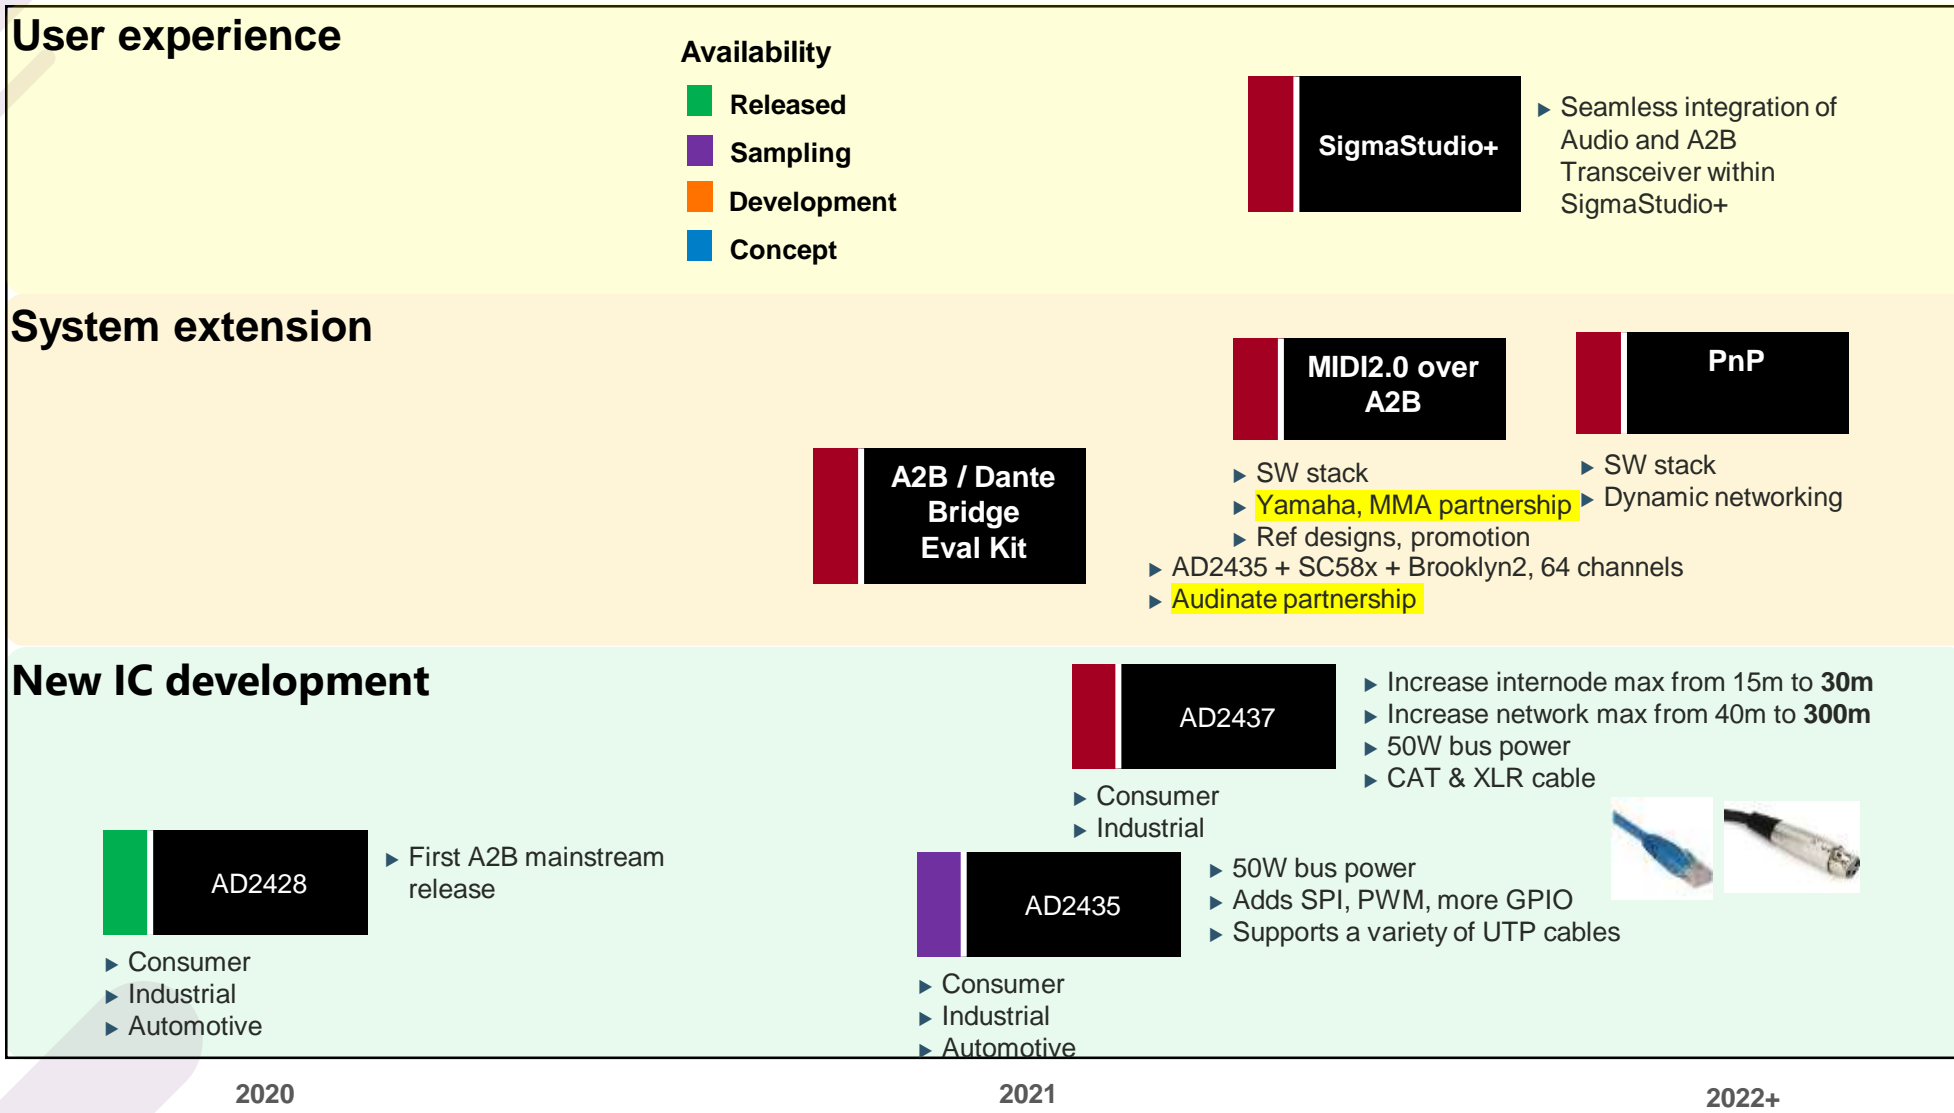 User experience
Availability
Released
Sampling
Development
Concept
SigmaStudio+
Seamless integration of
Audio and A2B
Transceiver within
SigmaStudio+
System extension
MIDI2.0 over
A2B
SW stack
Yamaha, MMA partnership
Ref designs, promotion
PnP
SW stack
Dynamic networking
A2B / Dante
Bridge
Eval Kit
AD2435 + SC58x + Brooklyn2, 64 channels
Audinate partnership
New IC development
AD2437
Increase internode max from 15m to 30m
Increase network max from 40m to 300m
50W bus power
CAT & XLR cable
Consumer
Industrial
AD2428
First A2B mainstream
release
Consumer
Industrial
Automotive
AD2435
50W bus power
Adds SPI, PWM, more GPIO
Supports a variety of UTP cables
Consumer
Industrial
Automotive
2020
2021
2022+